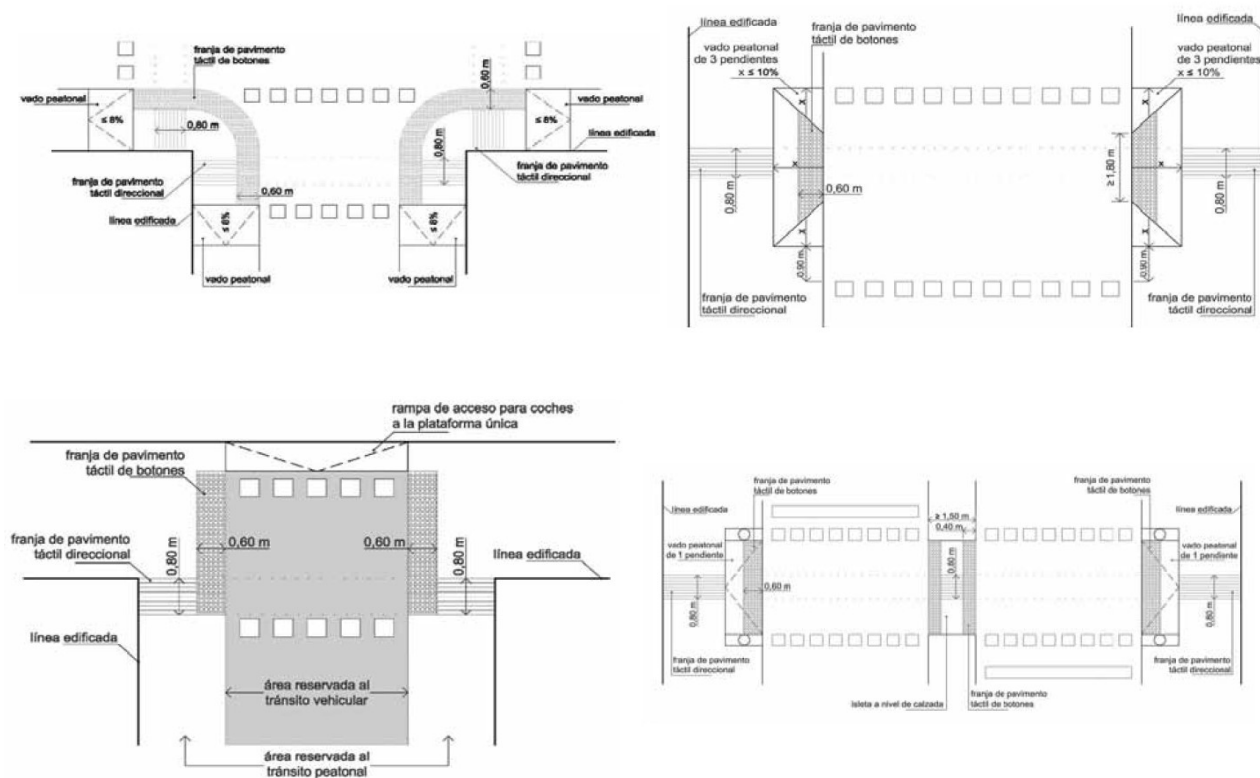 franja de pavimento
táctil de botones
vado peatonal
≤ 8%
0,80 m
franja de pavimento
táctil direccional
línea edificada
0,60 m
≤ 8%
vado peatonal
0,60 m
0,80 m
≤ 8%
vado peatonal
línea edificada
franja de pavimento
táctil direccional
≤ 8%
vado peatonal
línea edificada
franja de pavimento
táctil de botones
vado peatonal
de 3 pendientes
x ≤ 10%
x
x
x
0,80 m
0,60 m
0,90 m
franja de pavimento
táctil direccional
línea edificada
vado peatonal
de 3 pendientes
x ≤ 10%
x
x
x
≥ 1,80 m
0,80 m
0,90 m
franja de pavimento
táctil direccional
rampa de acceso para coches
a la plataforma única
franja de pavimento
táctil de botones
franja de pavimento
táctil direccional
0,80 m
0,60 m
0,60 m
0,80 m
línea edificada
línea edificada
área reservada al
tránsito vehicular
área reservada al
tránsito peatonal
franja de pavimento
táctil de botones
línea edificada
vado peatonal
de 1 pendiente
0,60 m
0,80 m
franja de pavimento
táctil direccional
≥ 1,50 m
0,40 m
0,80 m
isleta a nivel de calzada
franja de pavimento
táctil de botones
franja de pavimento
táctil de botones
línea edificada
vado peatonal
de 1 pendiente
0,80 m
franja de pavimento
táctil direccional